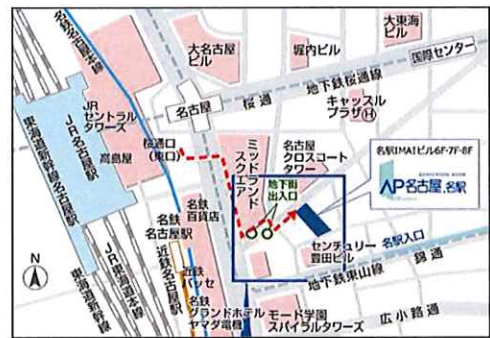 名鉄名古屋本線
大名古屋
ビル
堀内ビル
大東海
ビル
国際センター
地下鉄桜通線
名古屋
桜通
キャッスル
プラザⒽ
JR
セントラル
タワーズ
高島屋
桜通口
(東口)
JR名古屋駅
東海道新幹線名古屋駅
ミッドランド
スクエア
名古屋
クロスコート
タワー
地下街
出入口
名駅IMAIビル6F・7F・8F
AP名古屋.名駅
名鉄
百貨店
名鉄
名古屋駅
近鉄名古屋駅
近鉄
パッセ
名鉄
グランドホテル
ヤマダ電機
センチュリー
豊田ビル
名駅入口
錦通
地下鉄東山線
モード学園
スパイラルタワーズ
広小路通
JR東海道本線
東海道新幹線
N